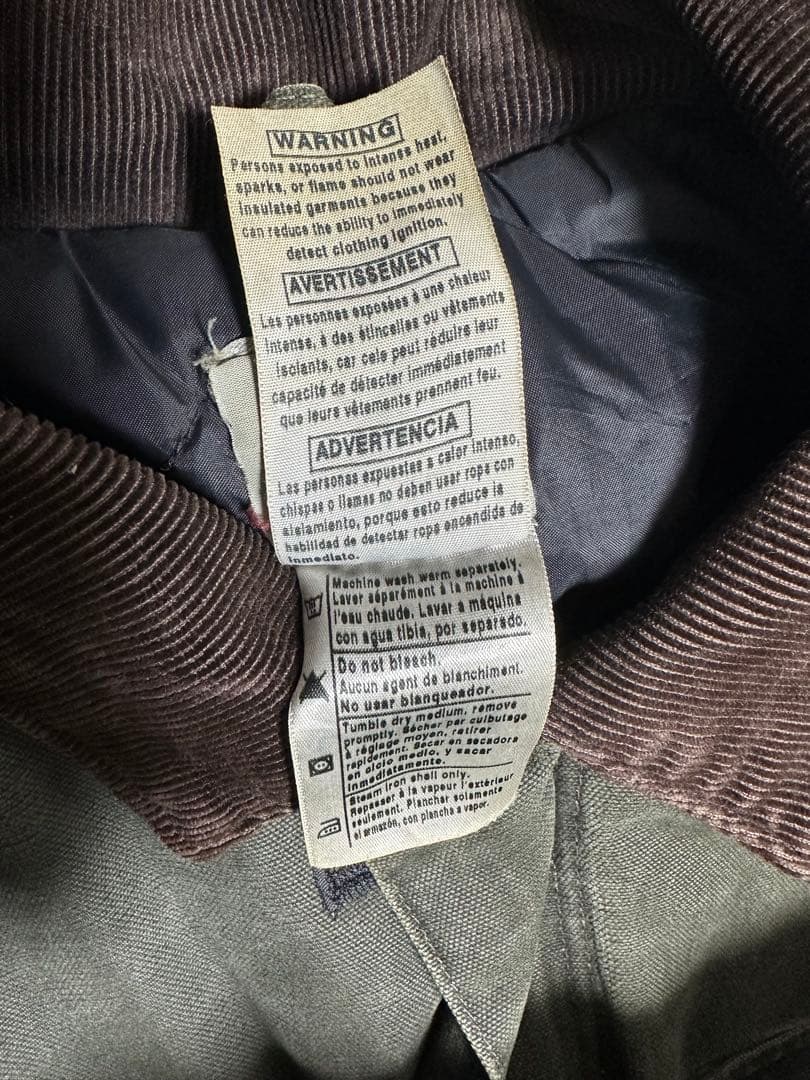 WARNING
Persons exposed to intense heat,
sparks, or flame should not wear
insulated garments because they
can reduce the ability to immediately
detect clothing ignition.
AVERTISSEMENT
Les personnes exposées à une chaleur
intense, à des étincelles ou vêtements
isolants, car cele peut réduire leur
capacité de détecter immédiatement
que leurs vêtements prennent feu.
ADVERTENCIA
Las personas expuestas a calor intenso,
chispas o llamas no deben usar ropa con
aislamiento, porque esto reduce la
habilidad de detectar ropa encendida de
inmediato.
Machine wash warm separately.
Laver séparément à la machine à
l'eau chaude. Lavar a máquina
con agua tibia, por separado.
Do not bleach.
Aucun agent de blanchiment.
No usar blanqueador.
Tumble dry medium, remove
promptly. Sécher par culbutage
à réglage moyen, retirer
rapidement. Secar en secadora
en ciclo medio, y sacar
inmediatamente.
Steam iron shell only.
Repasser à la vapeur l'extérieur
seulement. Planchar solamente
el armazón, con plancha a vapor.